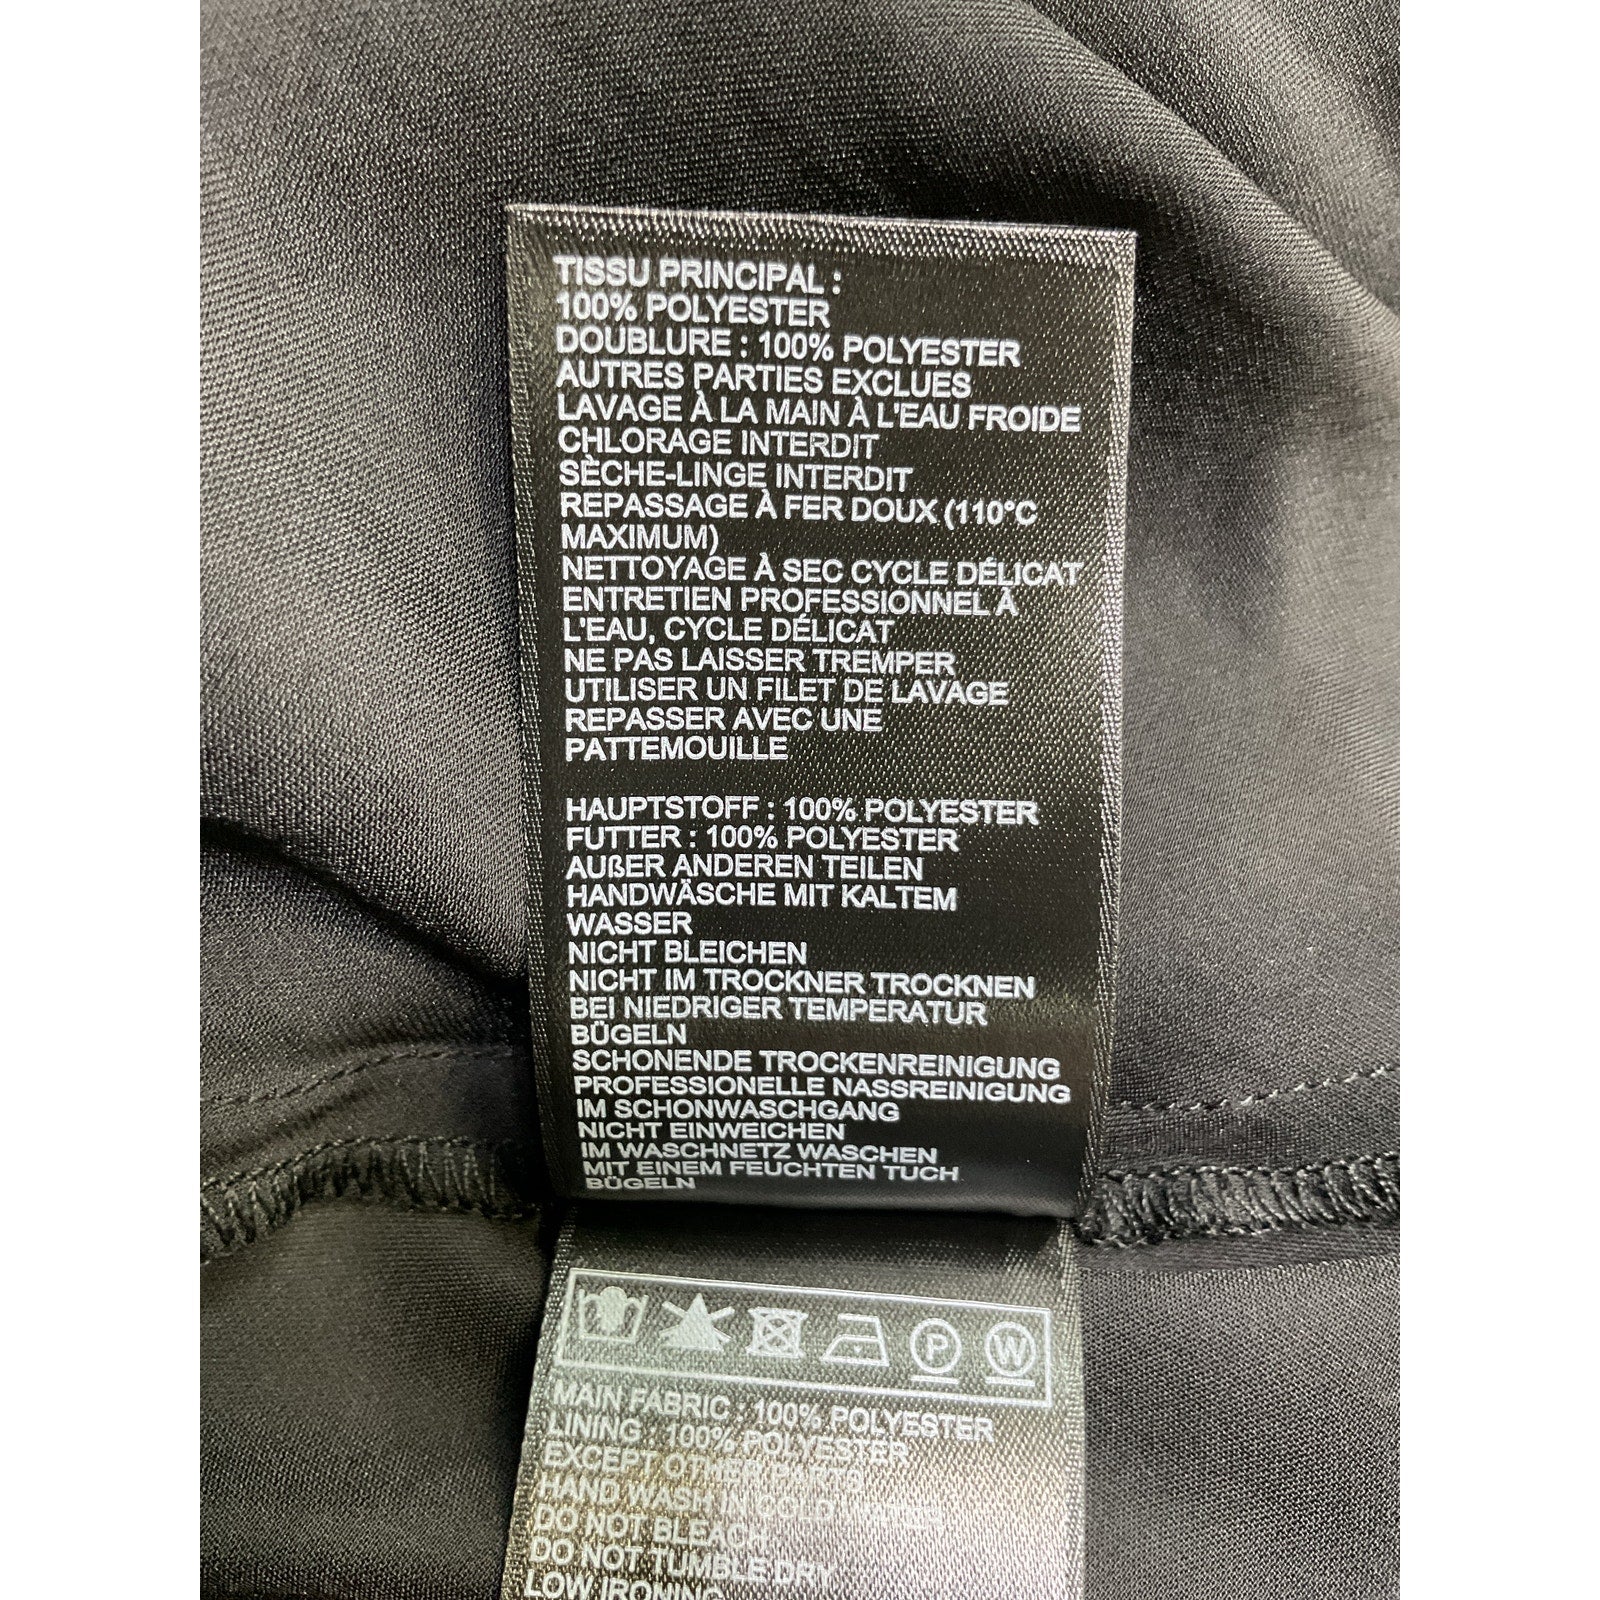 TISSU PRINCIPAL :
100% POLYESTER
DOUBLURE : 100% POLYESTER
AUTRES PARTIES EXCLUES
LAVAGE À LA MAIN À L'EAU FROIDE
CHLORAGE INTERDIT
SÈCHE-LINGE INTERDIT
REPASSAGE À FER DOUX (110°C
MAXIMUM)
NETTOYAGE À SEC CYCLE DÉLICAT
ENTRETIEN PROFESSIONNEL À
L'EAU, CYCLE DÉLICAT
NE PAS LAISSER TREMPER
UTILISER UN FILET DE LAVAGE
REPASSER AVEC UNE
PATTEMOUILLE
HAUPTSTOFF : 100% POLYESTER
FUTTER : 100% POLYESTER
AUßER ANDEREN TEILEN
HANDWÄSCHE MIT KALTEM
WASSER
NICHT BLEICHEN
NICHT IM TROCKNER TROCKNEN
BEI NIEDRIGER TEMPERATUR
BÜGELN
SCHONENDE TROCKENREINIGUNG
PROFESSIONELLE NASSREINIGUNG
IM SCHONWASCHGANG
NICHT EINWEICHEN
IM WASCHNETZ WASCHEN
MIT EINEM FEUCHTEN TUCH
BÜGELN
P W
MAIN FABRIC : 100% POLYESTER
LINING : 100% POLYESTER
EXCEPT OTHER PARTS
HAND WASH IN COLD WATER
DO NOT BLEACH
DO NOT TUMBLE DRY
LOW IRONING